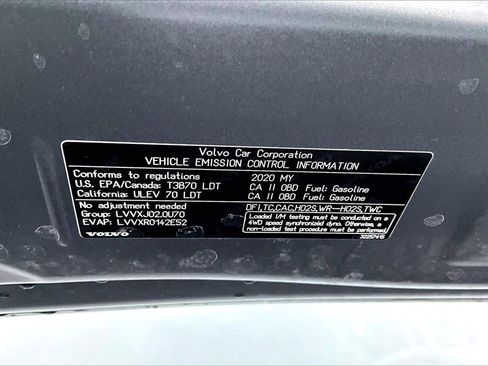 Volvo Car Corporation
VEHICLE EMISSION CONTROL INFORMATION
Conforms to regulations 2020 MY
U.S. EPA/Canada: T3B70 LDT CA II OBD Fuel: Gasoline
California: ULEV 70 LDT CA II OBD Fuel: Gasoline
No adjustment needed DFI,TC,CAC,HO2S,WR-HO2S,TWC
Group: LVVXJ02.0U70
EVAP: LVVXR0142E52
Loaded I/M testing must be conducted on a
4WD speed synchronized dyno. Otherwise, a
non-loaded test procedure must be performed.
VOLVO